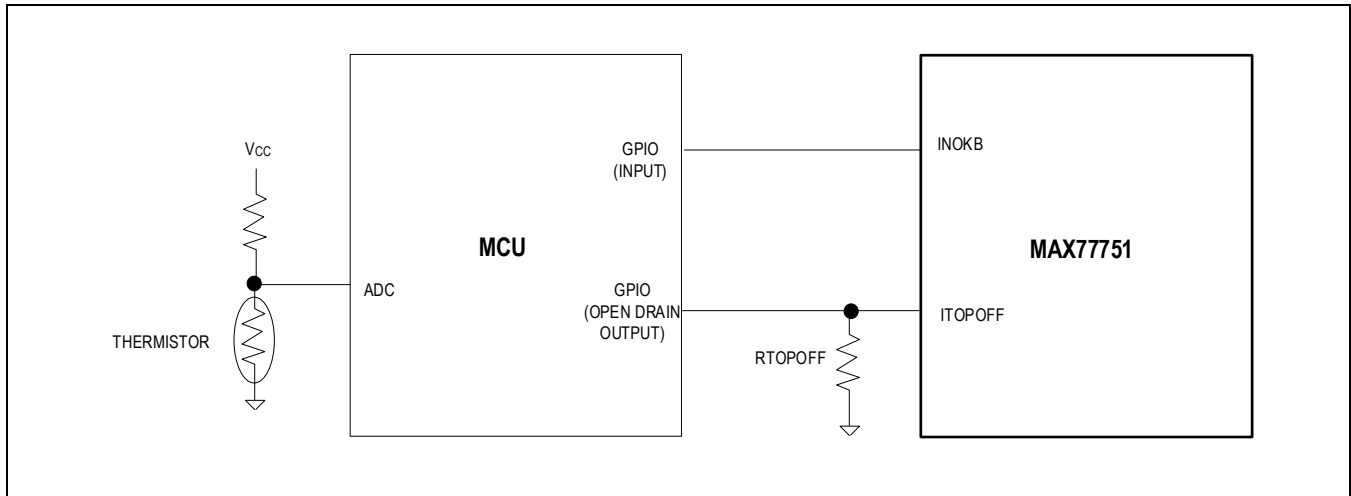 VCC
THERMISTOR
ADC
MCU
GPIO
(INPUT)
GPIO
(OPEN DRAIN
OUTPUT)
RTOPOFF
INOKB
MAX77751
ITOPOFF